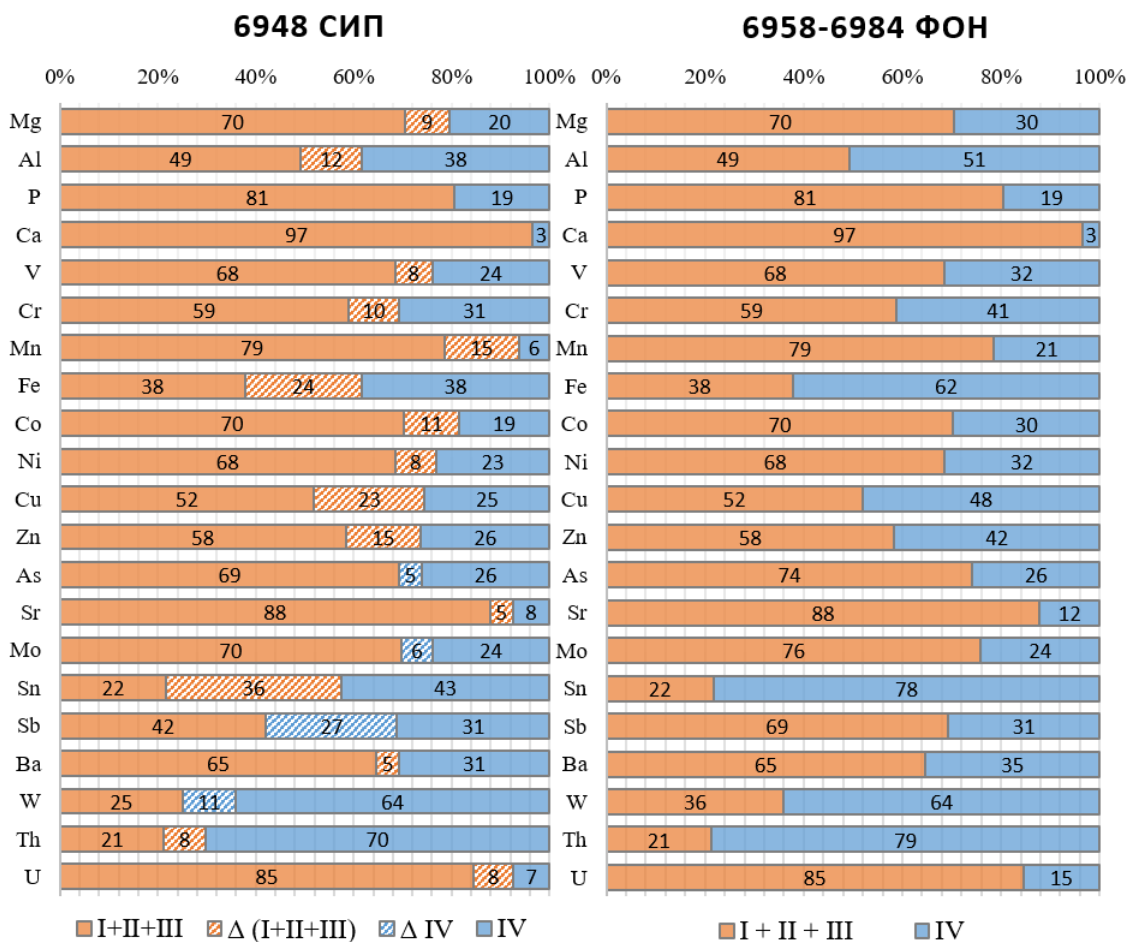 6948 СИП
6958-6984 ФОН
0% 20% 40% 60% 80% 100%
0% 20% 40% 60% 80% 100%
Mg 70 9 20
Mg 70 30
Al 49 12 38
Al 49 51
P 81 19
P 81 19
Ca 97 3
Ca 97 3
V 68 8 24
V 68 32
Cr 59 10 31
Cr 59 41
Mn 79 15 6
Mn 79 21
Fe 38 24 38
Fe 38 62
Co 70 11 19
Co 70 30
Ni 68 8 23
Ni 68 32
Cu 52 23 25
Cu 52 48
Zn 58 15 26
Zn 58 42
As 69 5 26
As 74 26
Sr 88 5 8
Sr 88 12
Mo 70 6 24
Mo 76 24
Sn 22 36 43
Sn 22 78
Sb 42 27 31
Sb 69 31
Ba 65 5 31
Ba 65 35
W 25 11 64
W 36 64
Th 21 8 70
Th 21 79
U 85 8 7
U 85 15
I+II+III Δ (I+II+III) Δ IV IV
I + II + III IV